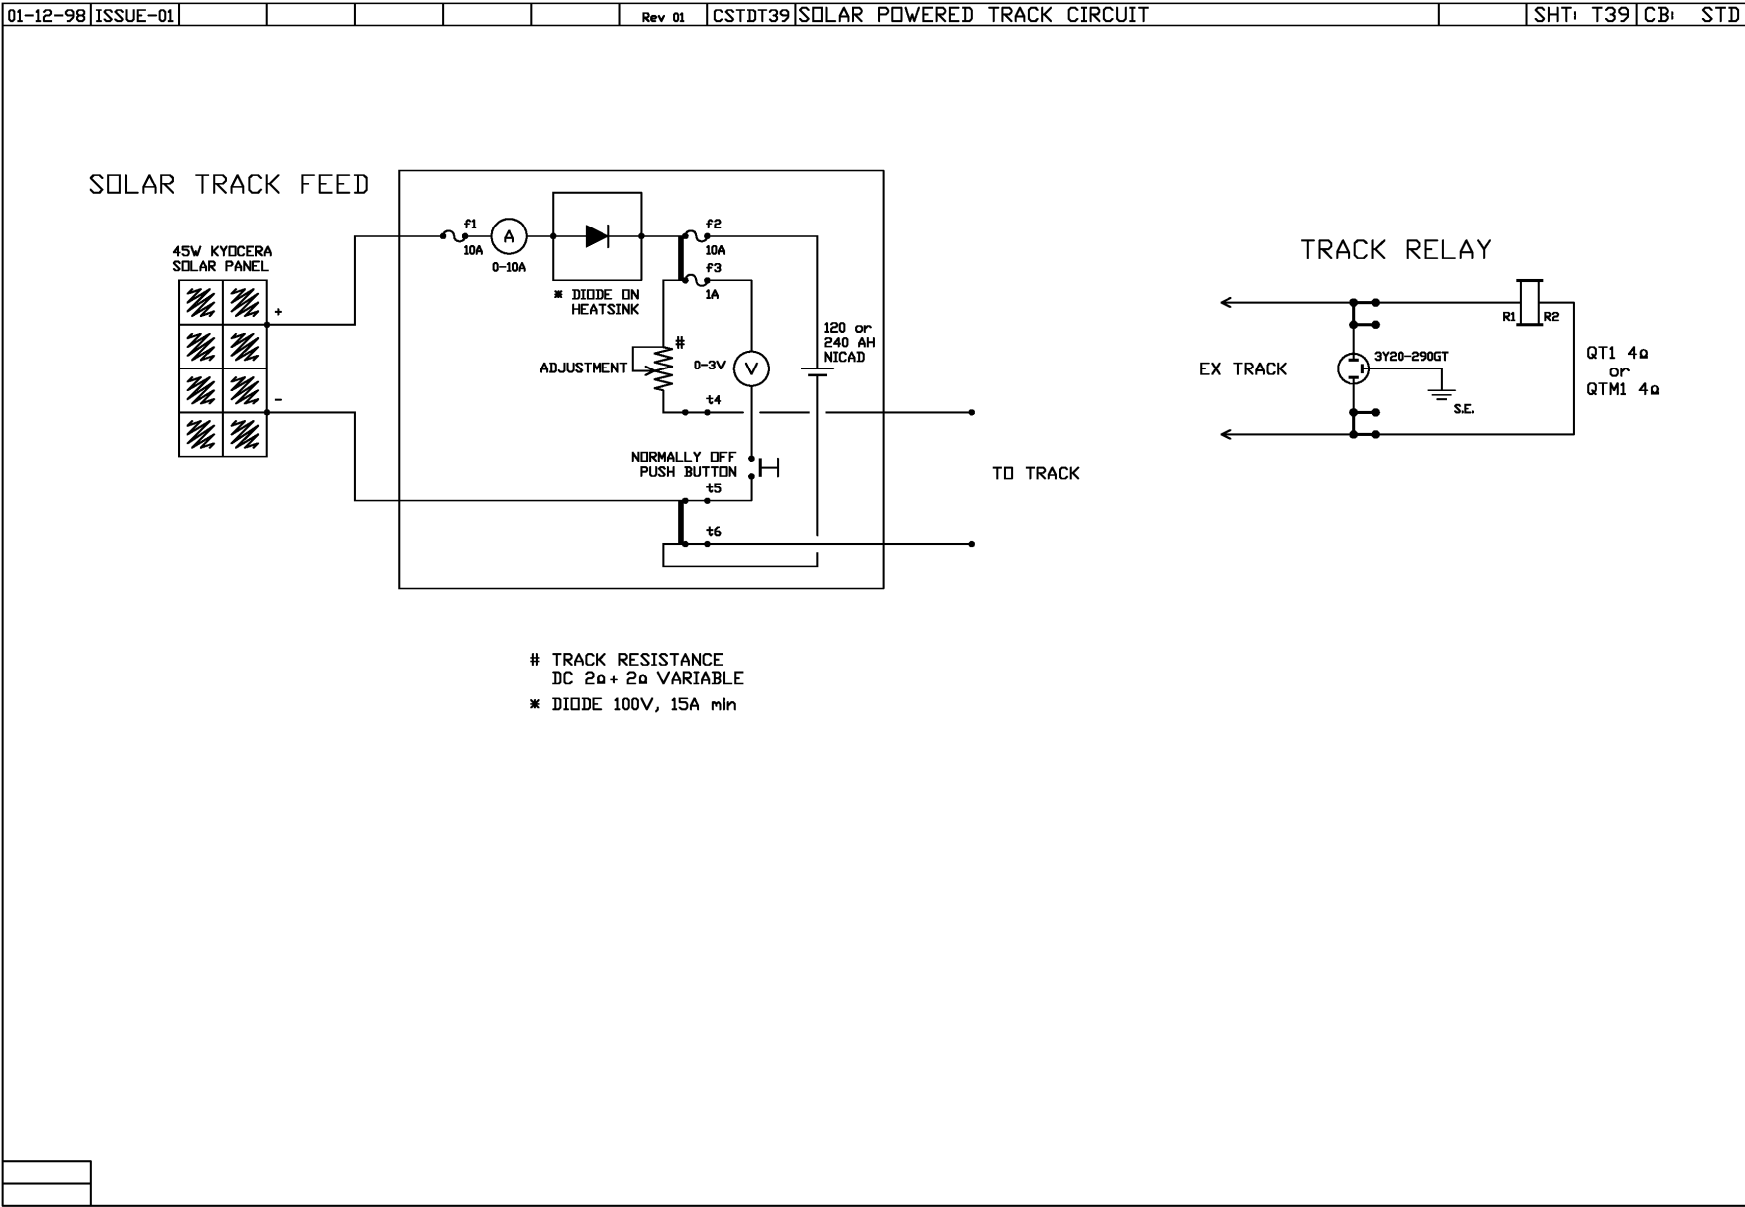 01-12-98 ISSUE-01 Rev 01 CSTDT39 SOLAR POWERED TRACK CIRCUIT SHT: T39 CB: STD
SOLAR TRACK FEED
45W KYOCERA
SOLAR PANEL
+
-
f1
10A
A
0-10A
* DIODE ON
HEATSINK
f2
10A
f3
1A
#
ADJUSTMENT
0-3V
V
120 or
240 AH
NICAD
t4
NORMALLY OFF
PUSH BUTTON
t5
t6
TO TRACK
# TRACK RESISTANCE
DC 2Ω + 2Ω VARIABLE
* DIODE 100V, 15A min
TRACK RELAY
R1
R2
EX TRACK
3Y20-290GT
S.E.
QT1 4Ω
or
QTM1 4Ω